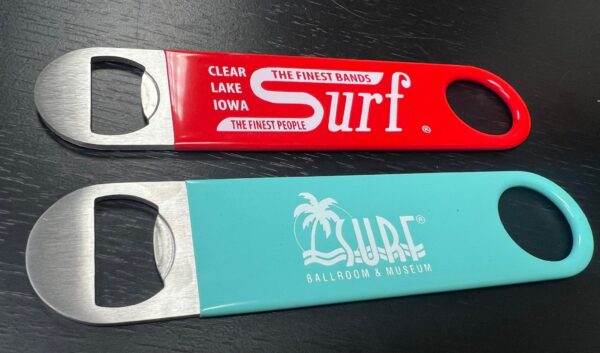 CLEAR
LAKE
IOWA
THE FINEST BANDS
Surf ®
THE FINEST PEOPLE
SURF ®
BALLROOM & MUSEUM